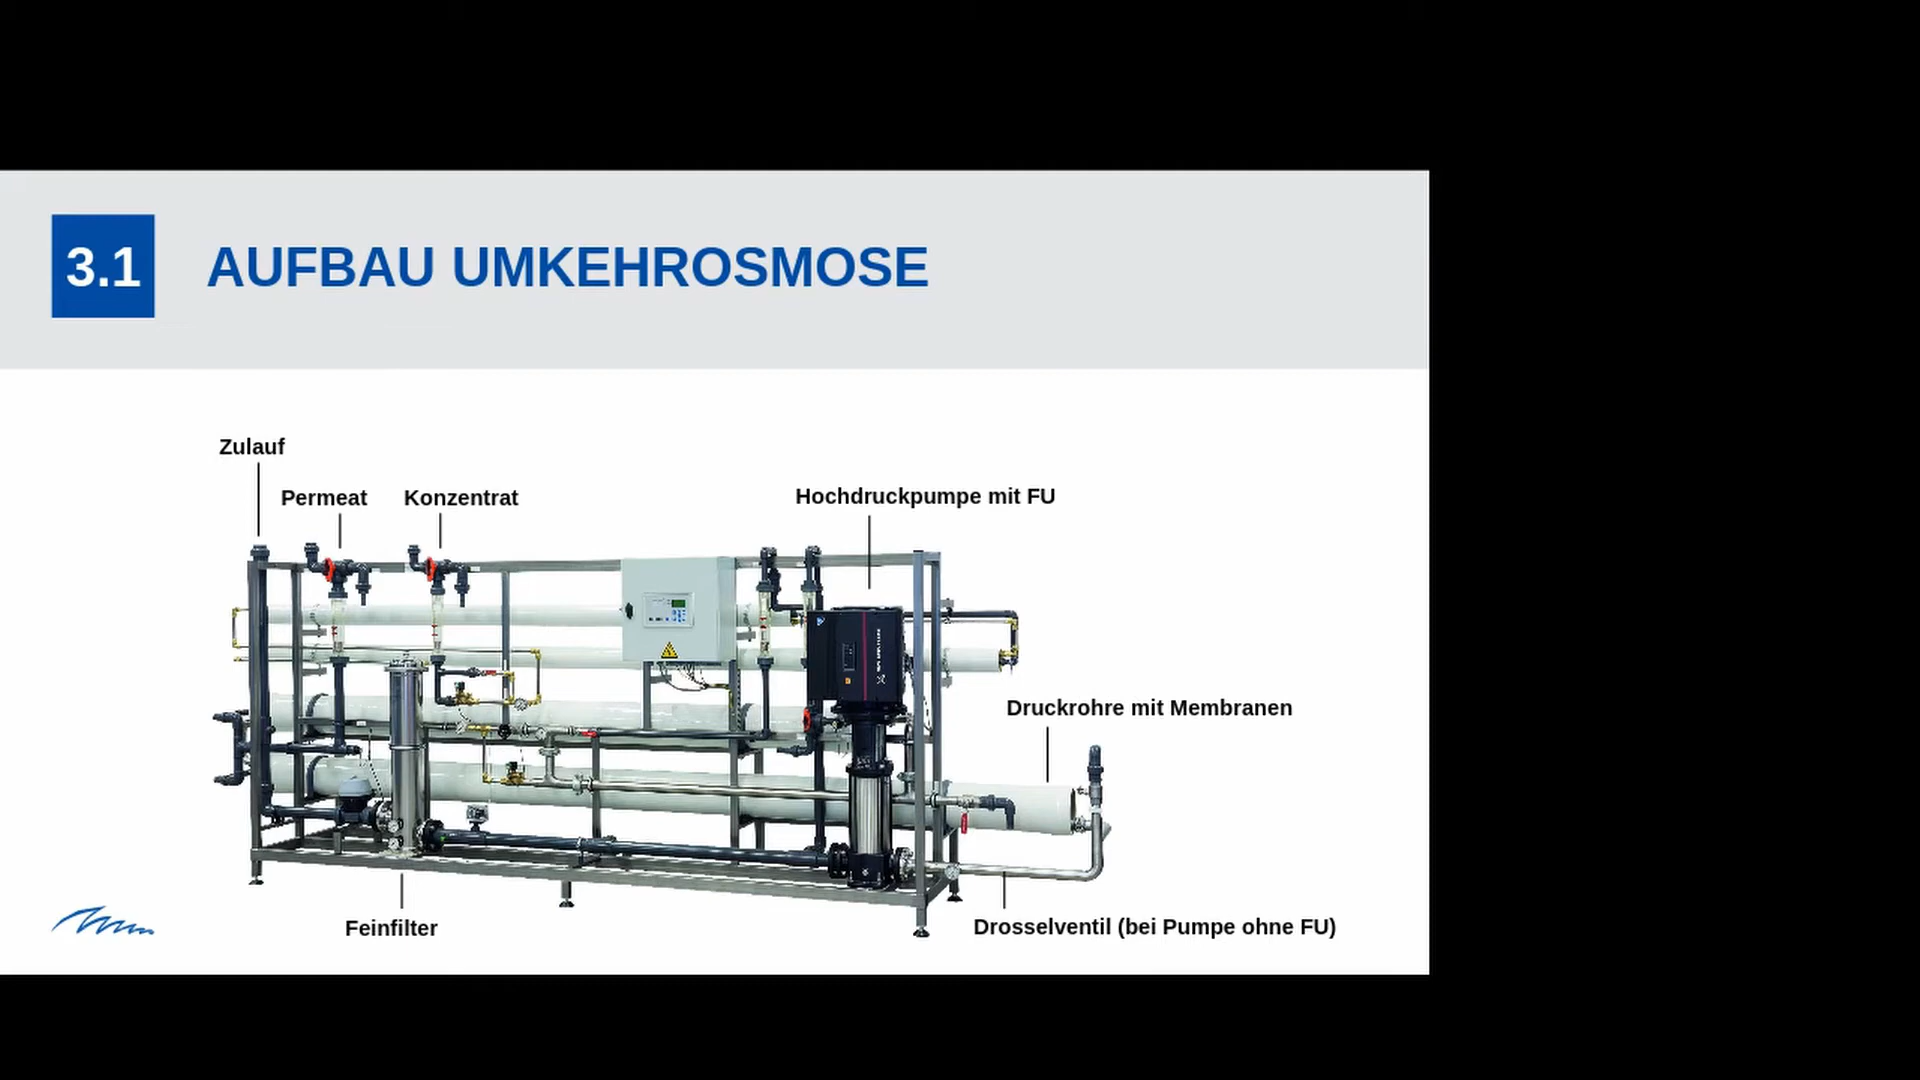 3.1
AUFBAU UMKEHROSMOSE
Zulauf
Permeat
Konzentrat
Hochdruckpumpe mit FU
Druckrohre mit Membranen
Feinfilter
Drosselventil (bei Pumpe ohne FU)